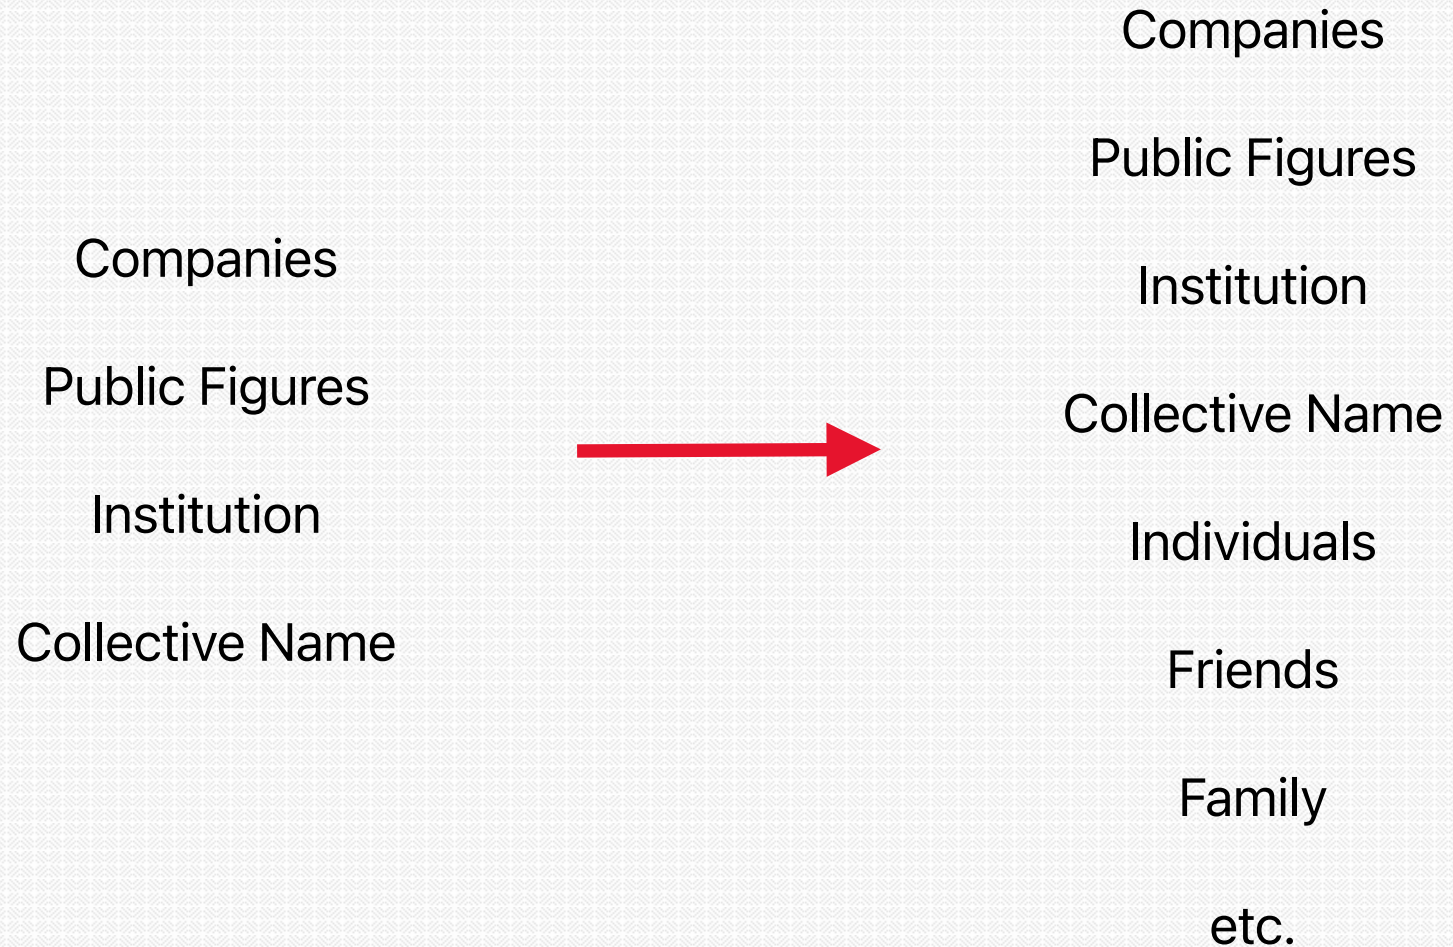 Companies
Public Figures
Institution
Collective Name
Companies
Public Figures
Institution
Collective Name
Individuals
Friends
Family
etc.